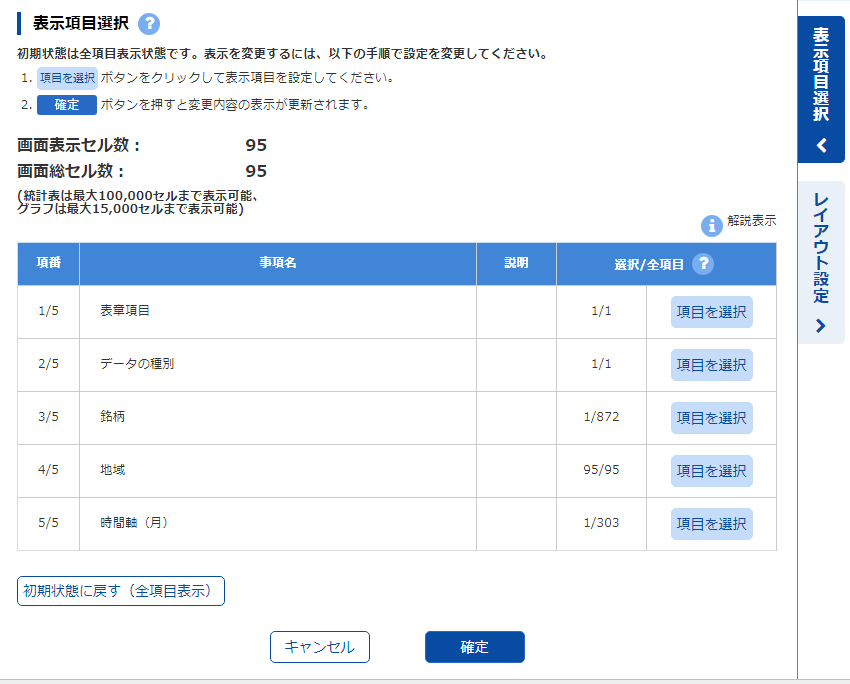 表示項目選択 ?
初期状態は全項目表示状態です。表示を変更するには、以下の手順で設定を変更してください。
1. 項目を選択 ボタンをクリックして表示項目を設定してください。
2. 確定 ボタンを押すと変更内容の表示が更新されます。
画面表示セル数： 95
画面総セル数： 95
(統計表は最大100,000セルまで表示可能、
グラフは最大15,000セルまで表示可能)
i 解説表示
項番 事項名 説明 選択/全項目 ?
1/5 表章項目 1/1 項目を選択
2/5 データの種別 1/1 項目を選択
3/5 銘柄 1/872 項目を選択
4/5 地域 95/95 項目を選択
5/5 時間軸（月） 1/303 項目を選択
初期状態に戻す（全項目表示）
キャンセル 確定
表示項目選択
レイアウト設定